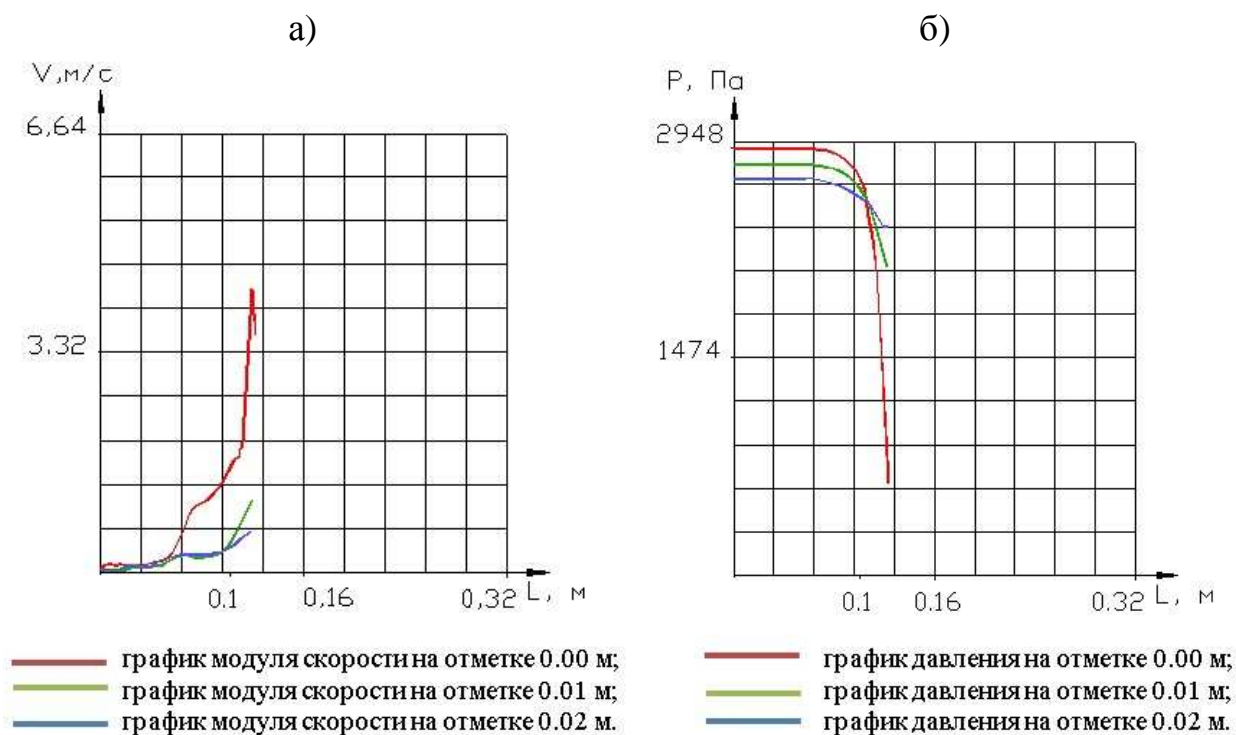 а)
V,м/с
6,64
3.32
0.1
0,16
0,32
L, м
график модуля скорости на отметке 0.00 м;
график модуля скорости на отметке 0.01 м;
график модуля скорости на отметке 0.02 м.
б)
P, Па
2948
1474
0.1
0.16
0.32
L, м
график давления на отметке 0.00 м;
график давления на отметке 0.01 м;
график давления на отметке 0.02 м.